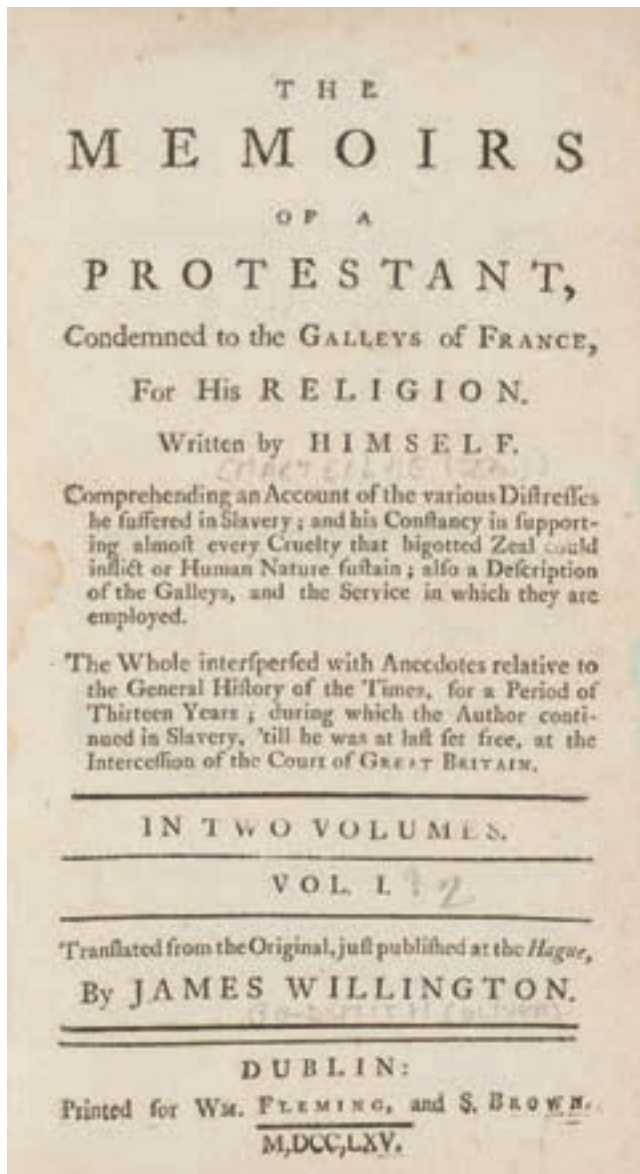 THE
MEMOIRS
OF A
PROTESTANT,
Condemned to the GALLEYS of FRANCE,
For His RELIGION.
Written by HIMSELF.
Comprehending an Account of the various Diſtreſſes
he ſuffered in Slavery; and his Conſtancy in ſupport-
ing almoſt every Cruelty that bigotted Zeal could
inflict or Human Nature ſuſtain; alſo a Deſcription
of the Galleys, and the Service in which they are
employed.
The Whole interſperſed with Anecdotes relative to
the General Hiſtory of the Times, for a Period of
Thirteen Years; during which the Author conti-
nued in Slavery, 'till he was at laſt ſet free, at the
Interceſſion of the Court of GREAT BRITAIN.
IN TWO VOLUMES.
VOL. I. 2
Tranſlated from the Original, juſt publiſhed at the Hague,
By JAMES WILLINGTON.
DUBLIN:
Printed for WM. FLEMING, and S. BROWN.
M,DCC,LXV.